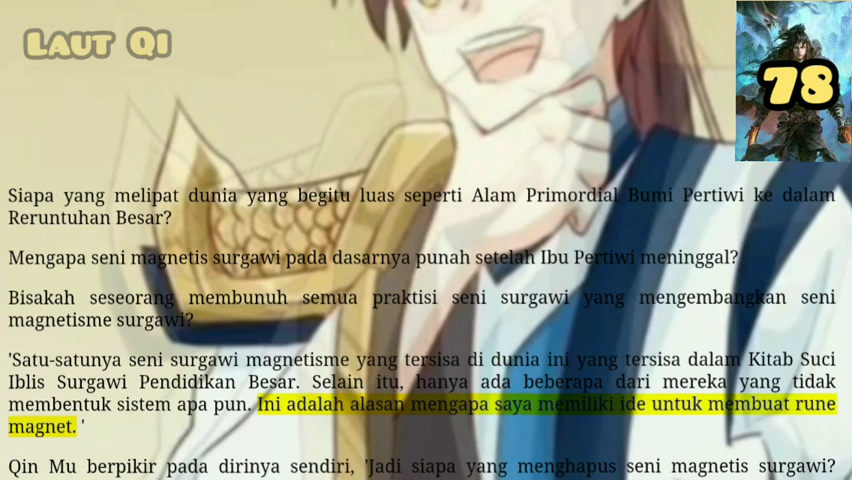 LAUT QI
78
Siapa yang melipat dunia yang begitu luas seperti Alam Primordial Bumi Pertiwi ke dalam
Reruntuhan Besar?
Mengapa seni magnetis surgawi pada dasarnya punah setelah Ibu Pertiwi meninggal?
Bisakah seseorang membunuh semua praktisi seni surgawi yang mengembangkan seni
magnetisme surgawi?
'Satu-satunya seni surgawi magnetisme yang tersisa di dunia ini yang tersisa dalam Kitab Suci
Iblis Surgawi Pendidikan Besar. Selain itu, hanya ada beberapa dari mereka yang tidak
membentuk sistem apa pun. Ini adalah alasan mengapa saya memiliki ide untuk membuat rune
magnet. '
Qin Mu berpikir pada dirinya sendiri, 'Jadi siapa yang menghapus seni magnetis surgawi?